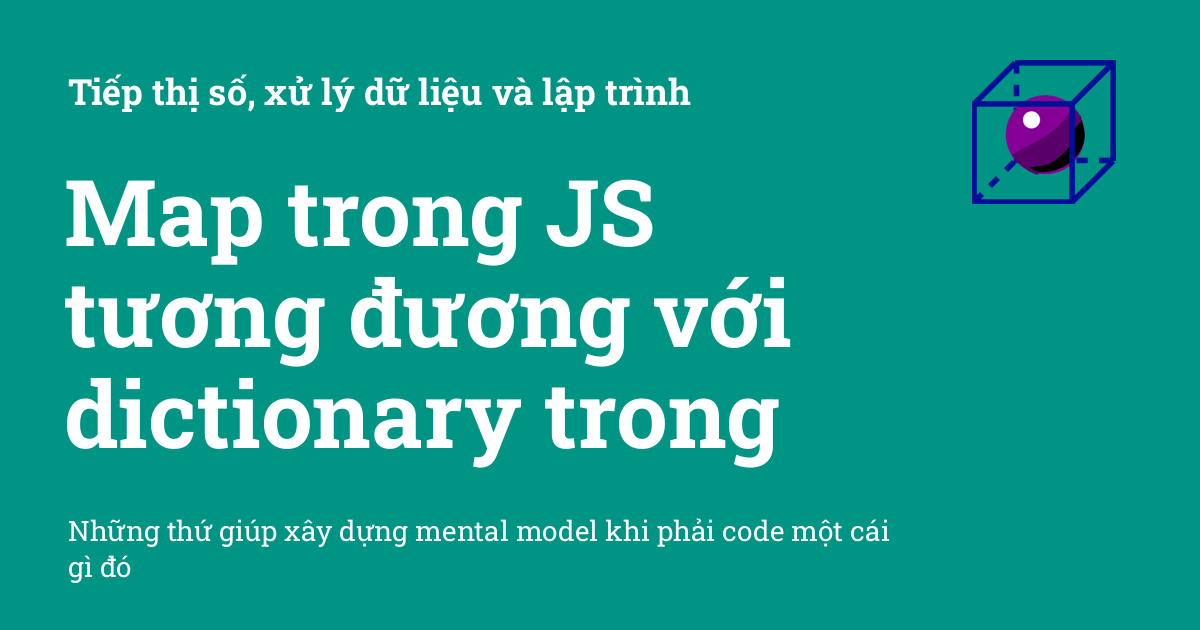 Tiếp thị số, xử lý dữ liệu và lập trình
Map trong JS
tương đương với
dictionary trong
Những thứ giúp xây dựng mental model khi phải code một cái
gì đó